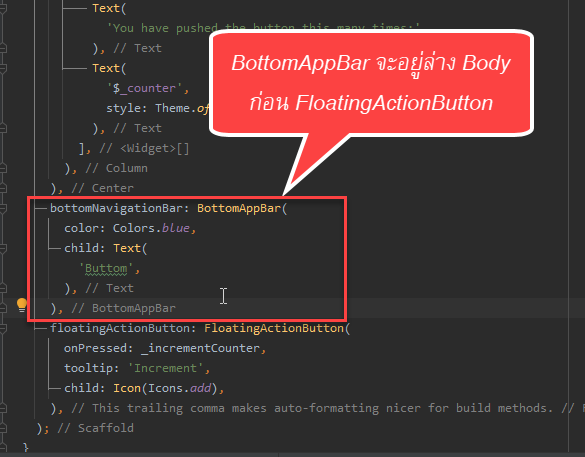 Text(
'You have pushed the button this many times:'
), // Text
Text(
'$_counter',
style: Theme.of
), // Text
], // <Widget>[]
), // Column
), // Center
BottomAppBar จะอยู่ล่าง Body
ก่อน FloatingActionButton
bottomNavigationBar: BottomAppBar(
color: Colors.blue,
child: Text(
'Buttom',
), // Text
), // BottomAppBar
floatingActionButton: FloatingActionButton(
onPressed: _incrementCounter,
tooltip: 'Increment',
child: Icon(Icons.add),
), // This trailing comma makes auto-formatting nicer for build methods. //
); // Scaffold
}